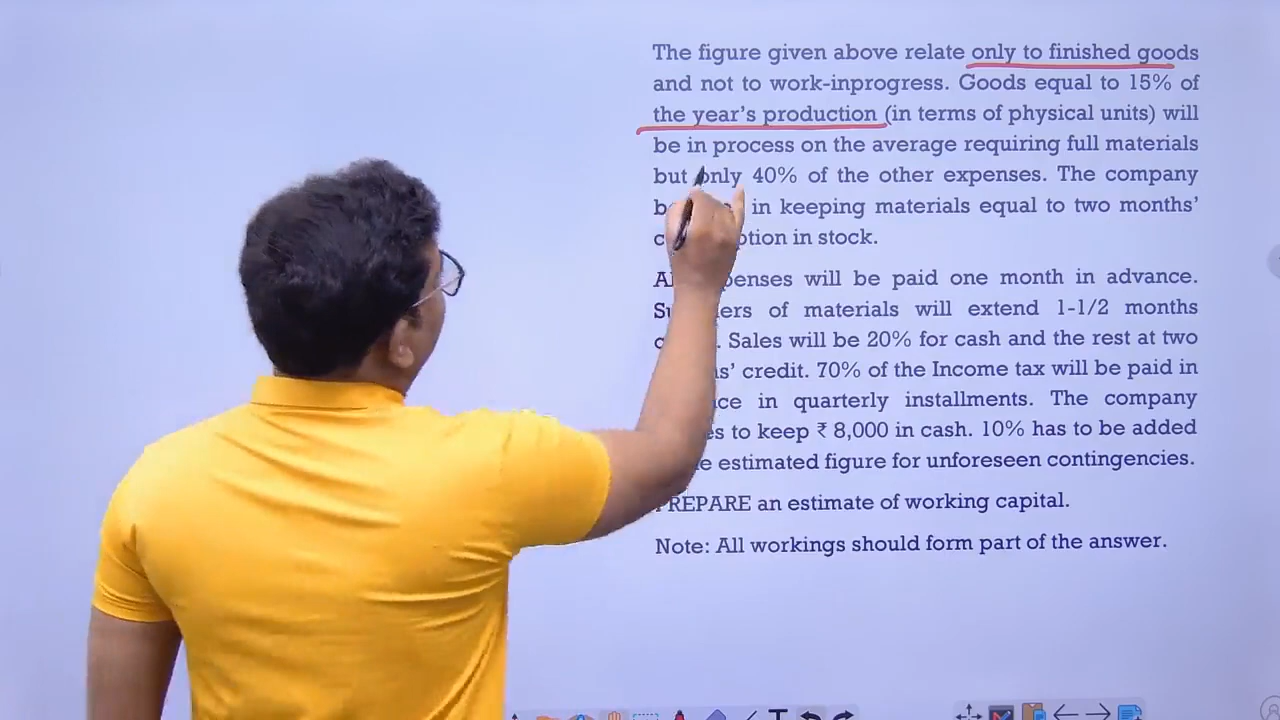 The figure given above relate only to finished goods
and not to work-inprogress. Goods equal to 15% of
the year's production (in terms of physical units) will
be in process on the average requiring full materials
but only 40% of the other expenses. The company
in keeping materials equal to two months'
in stock.
will be paid one month in advance.
of materials will extend 1-1/2 months
Sales will be 20% for cash and the rest at two
credit. 70% of the Income tax will be paid in
in quarterly installments. The company
to keep ₹ 8,000 in cash. 10% has to be added
estimated figure for unforeseen contingencies.
PREPARE an estimate of working capital.
Note: All workings should form part of the answer.